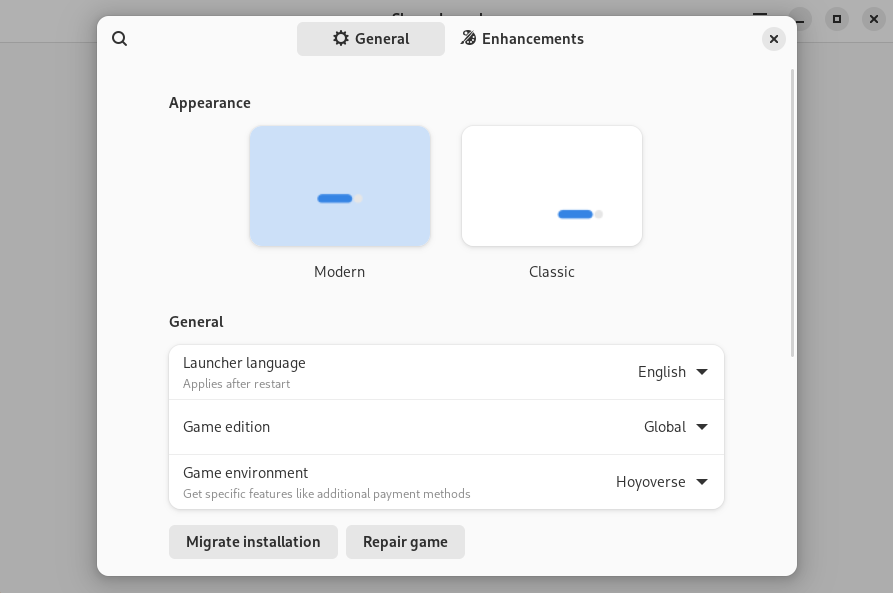 General
Enhancements
Appearance
Modern
Classic
General
Launcher language
Applies after restart
English
Game edition
Global
Game environment
Get specific features like additional payment methods
Hoyoverse
Migrate installation
Repair game